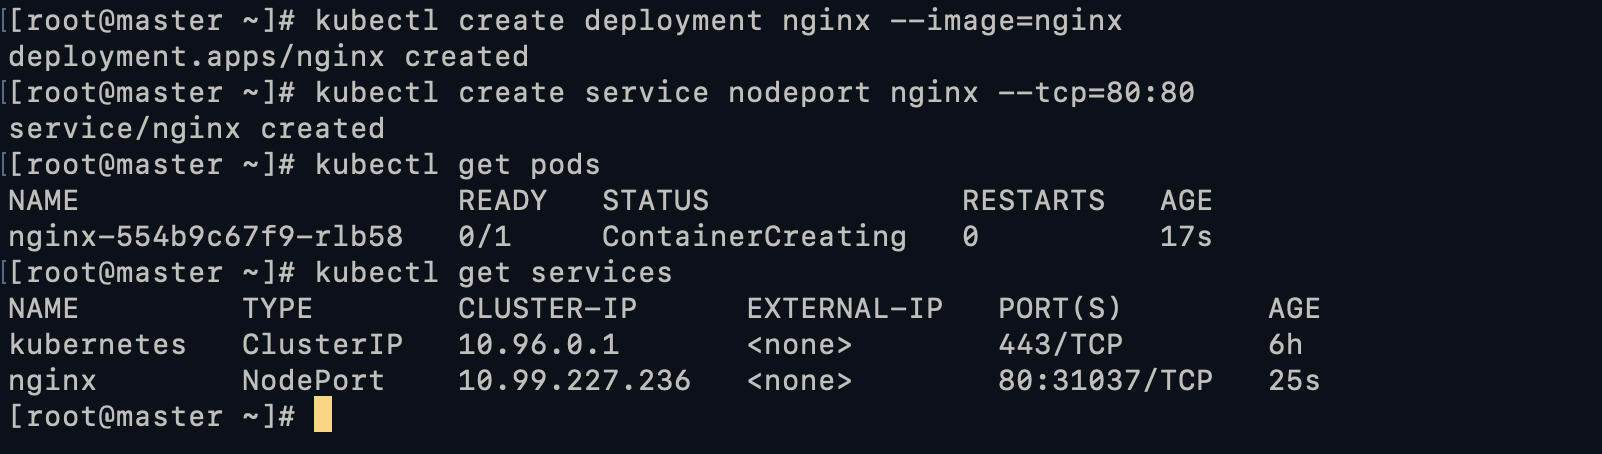 [[root@master ~]# kubectl create deployment nginx --image=nginx
deployment.apps/nginx created
[[root@master ~]# kubectl create service nodeport nginx --tcp=80:80
service/nginx created
[[root@master ~]# kubectl get pods
NAME                     READY   STATUS              RESTARTS   AGE
nginx-554b9c67f9-rlb58   0/1     ContainerCreating   0          17s
[[root@master ~]# kubectl get services
NAME         TYPE        CLUSTER-IP      EXTERNAL-IP   PORT(S)        AGE
kubernetes   ClusterIP   10.96.0.1       <none>        443/TCP        6h
nginx        NodePort    10.99.227.236   <none>        80:31037/TCP   25s
[root@master ~]#